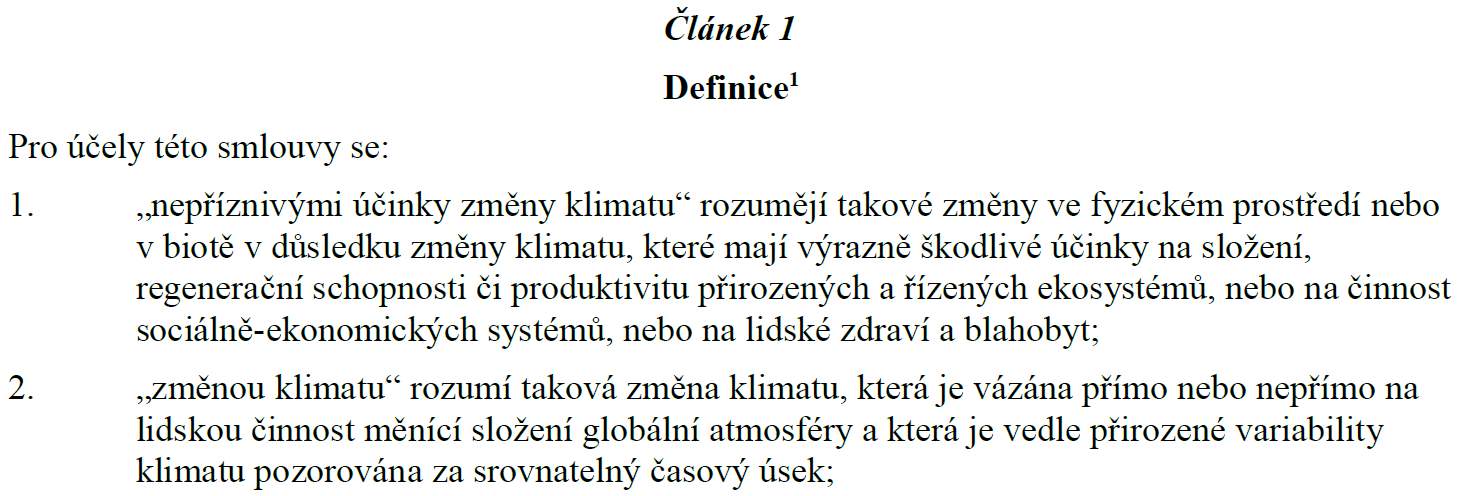 Článek 1
Definice¹
Pro účely této smlouvy se:
1. „nepříznivými účinky změny klimatu“ rozumějí takové změny ve fyzickém prostředí nebo
v biotě v důsledku změny klimatu, které mají výrazně škodlivé účinky na složení,
regenerační schopnosti či produktivitu přirozených a řízených ekosystémů, nebo na činnost
sociálně-ekonomických systémů, nebo na lidské zdraví a blahobyt;
2. „změnou klimatu“ rozumí taková změna klimatu, která je vázána přímo nebo nepřímo na
lidskou činnost měnící složení globální atmosféry a která je vedle přirozené variability
klimatu pozorována za srovnatelný časový úsek;